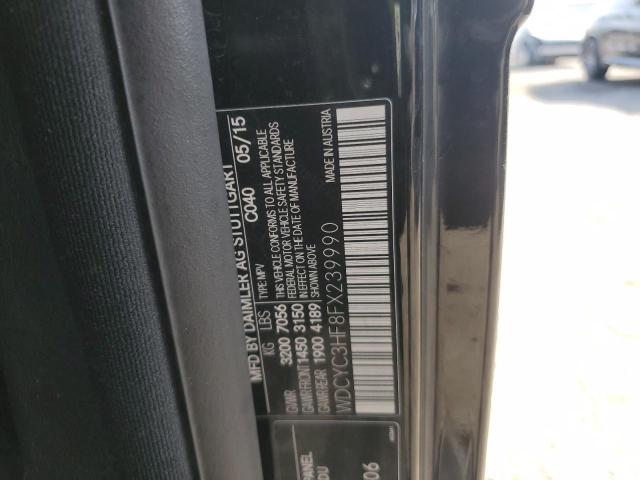 MFD BY DAIMLER AG STUTTGART
C040 05/15
KG LBS TYPE: MPV
GVWR 3200 7056 THIS VEHICLE CONFORMS TO ALL APPLICABLE
FEDERAL MOTOR VEHICLE SAFETY STANDARDS
GAWR FRONT 1450 3150 IN EFFECT ON THE DATE OF MANUFACTURE
GAWR REAR 1900 4189 SHOWN ABOVE
WDCYC3HF8FX239990
MADE IN AUSTRIA
PANEL
DU
06